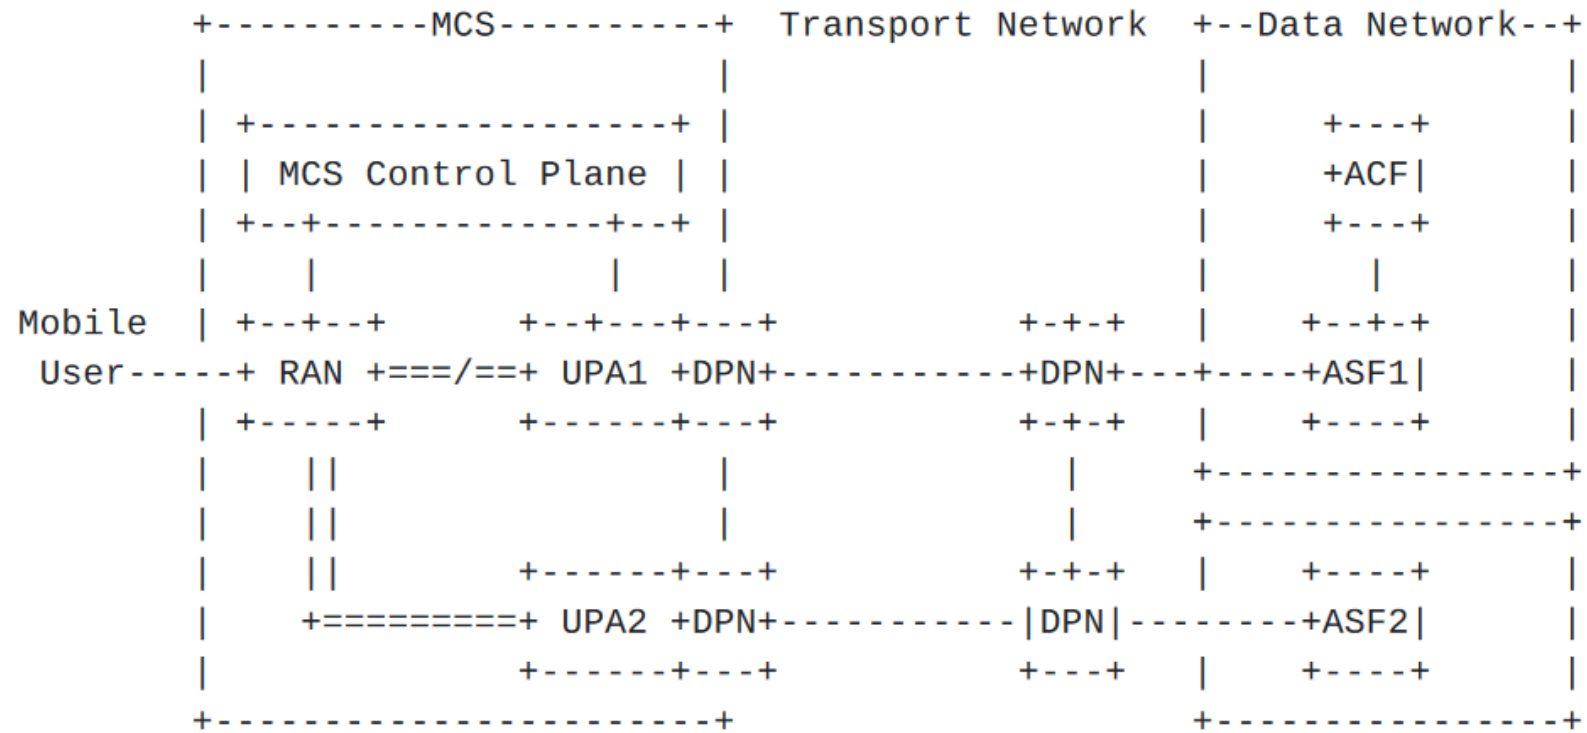 +----------MCS----------+  Transport Network  +--Data Network--+
|                       |                     |                |
| +-------------------+ |                     |     +---+      |
| | MCS Control Plane | |                     |     +ACF|      |
| +--+-------------+--+ |                     |     +---+      |
|    |             |    |                     |       |        |
Mobile  | +--+--+      +--+---+---+           +-+-+   |    +--+-+      |
User-----+ RAN +===/==+ UPA1 +DPN+-----------+DPN+---+----+ASF1|      |
| +-----+      +------+---+           +-+-+   |    +----+      |
|    ||                 |               |     +----------------+
|    ||                 |               |     +----------------+
|    ||        +------+---+           +-+-+   |    +----+      |
|    +=========+ UPA2 +DPN+-----------|DPN|--------+ASF2|      |
|              +------+---+           +---+   |    +----+      |
+-----------------------+                     +----------------+